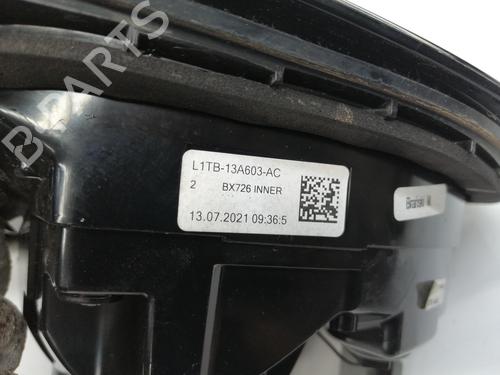 B-PARTS
L1TB-13A603-AC
2 BX726 INNER
13.07.2021 09:36:5